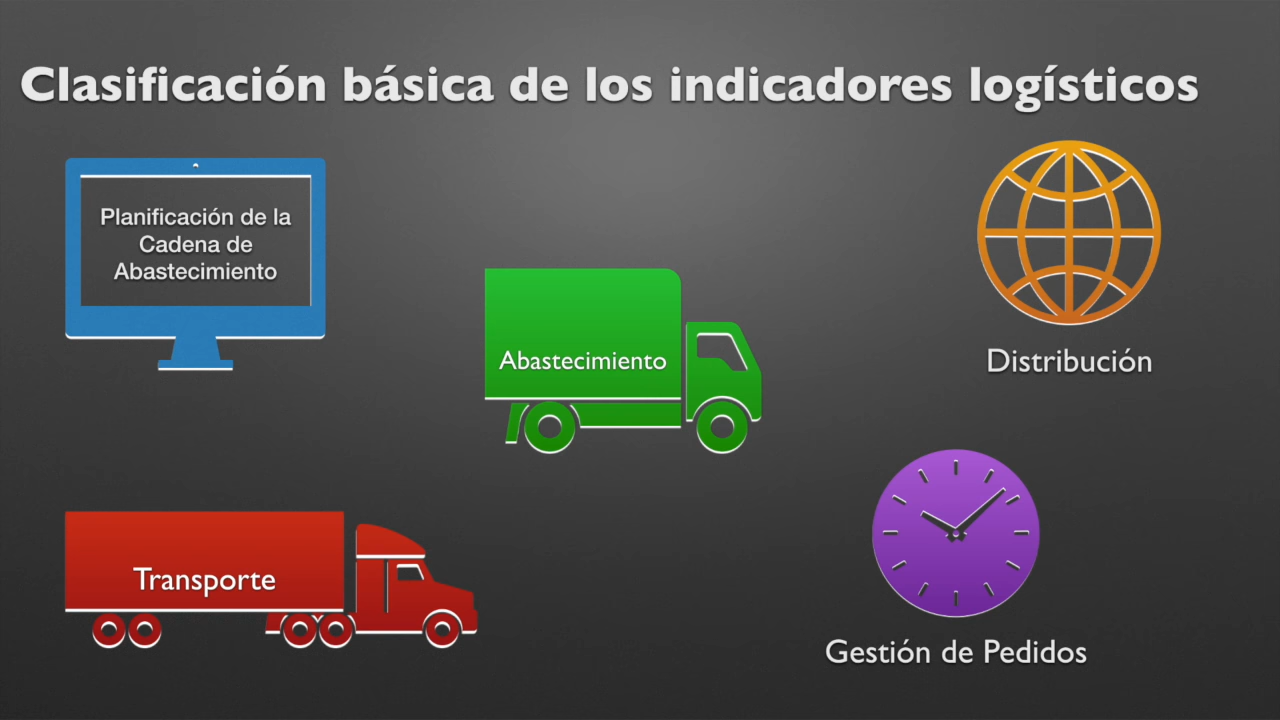 Clasificación básica de los indicadores logísticos
Planificación de la
Cadena de
Abastecimiento
Abastecimiento
Distribución
Transporte
Gestión de Pedidos